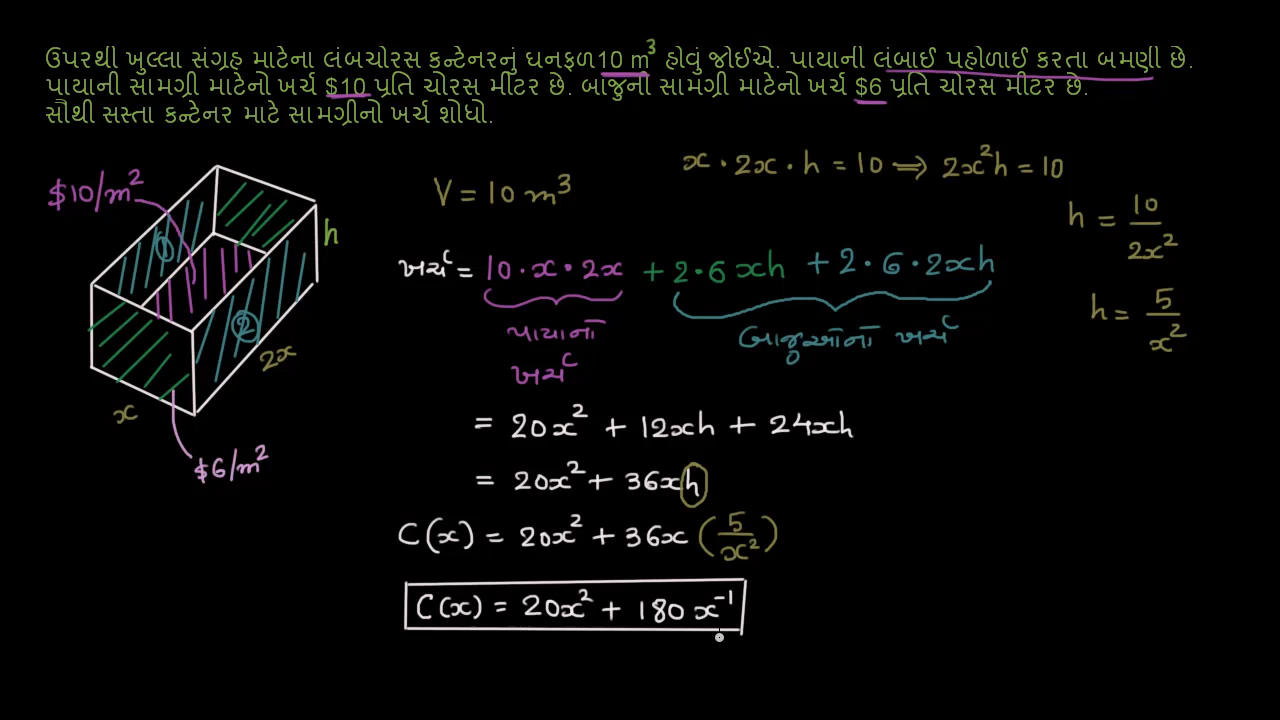 ઉપરથી ખુલ્લા સંગ્રહ માટેના લંબચોરસ કન્ટેનરનું ઘનફળ 10 m³ હોવું જોઈએ. પાયાની લંબાઈ પહોળાઈ કરતા બમણી છે.
પાયાની સામગ્રી માટેનો ખર્ચ $10 પ્રતિ ચોરસ મીટર છે. બાજુની સામગ્રી માટેનો ખર્ચ $6 પ્રતિ ચોરસ મીટર છે.
સૌથી સસ્તા કન્ટેનર માટે સામગ્રીનો ખર્ચ શોધો.
$10/m²
1
h
2
2x
x
$6/m²
V = 10 m³
x · 2x · h = 10 ⟹ 2x²h = 10
h = 10/2x²
h = 5/x²
ખર્ચ = 10 · x · 2x + 2 · 6 xh + 2 · 6 · 2xh
પાયાનો
ખર્ચ
બાજુઓનો ખર્ચ
= 20x² + 12xh + 24xh
= 20x² + 36xh
C(x) = 20x² + 36x (5/x²)
C(x) = 20x² + 180 x⁻¹